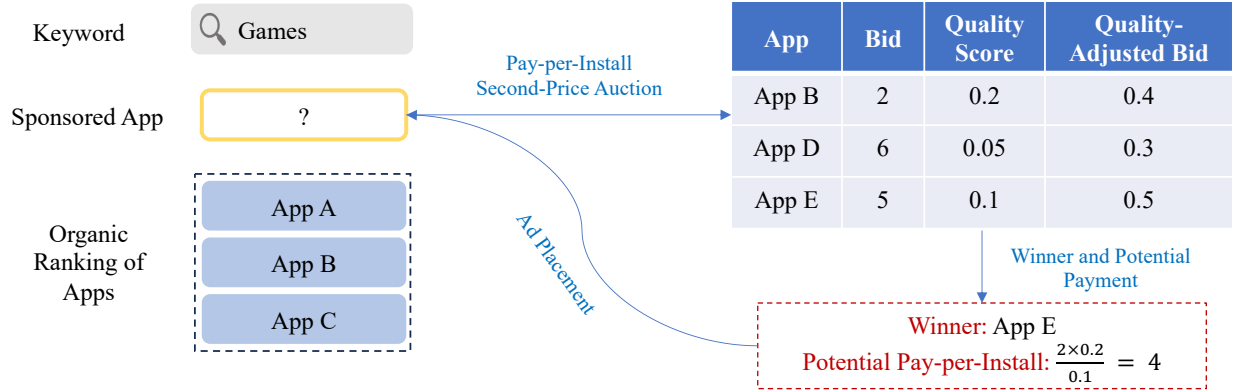 Keyword
Games
Sponsored App
?
Pay-per-Install
Second-Price Auction
Organic
Ranking of
Apps
App A
App B
App C
Ad Placement
App Bid Quality Score Quality-Adjusted Bid
App B 2 0.2 0.4
App D 6 0.05 0.3
App E 5 0.1 0.5
Winner and Potential
Payment
Winner: App E
Potential Pay-per-Install: 2×0.2/0.1 = 4